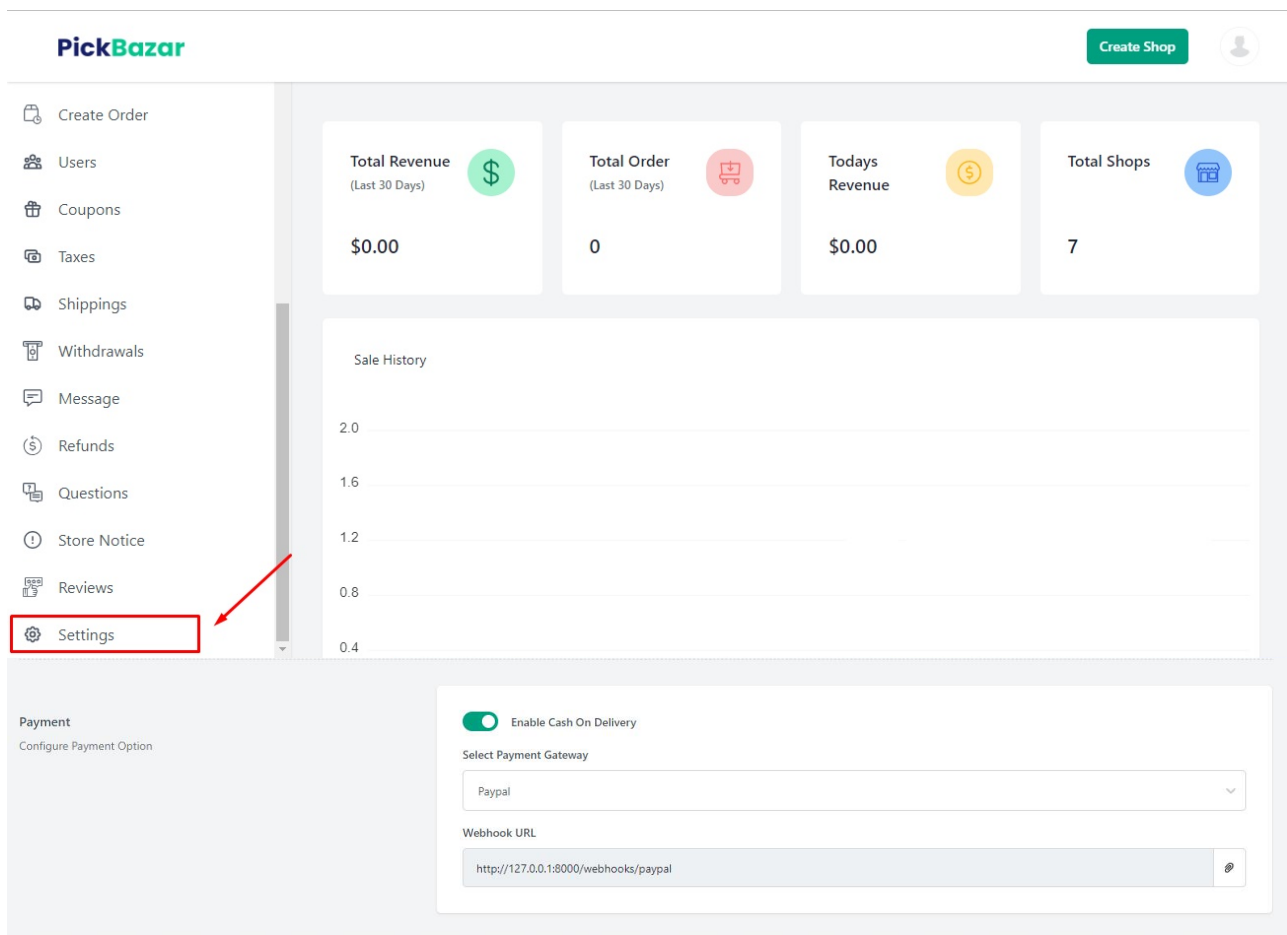 PickBazar
Create Shop
Create Order
Users
Coupons
Taxes
Shippings
Withdrawals
Message
Refunds
Questions
Store Notice
Reviews
Settings
Total Revenue
(Last 30 Days)
$0.00
Total Order
(Last 30 Days)
0
Todays
Revenue
$0.00
Total Shops
7
Sale History
2.0
1.6
1.2
0.8
0.4
Payment
Configure Payment Option
Enable Cash On Delivery
Select Payment Gateway
Paypal
Webhook URL
http://127.0.0.1:8000/webhooks/paypal